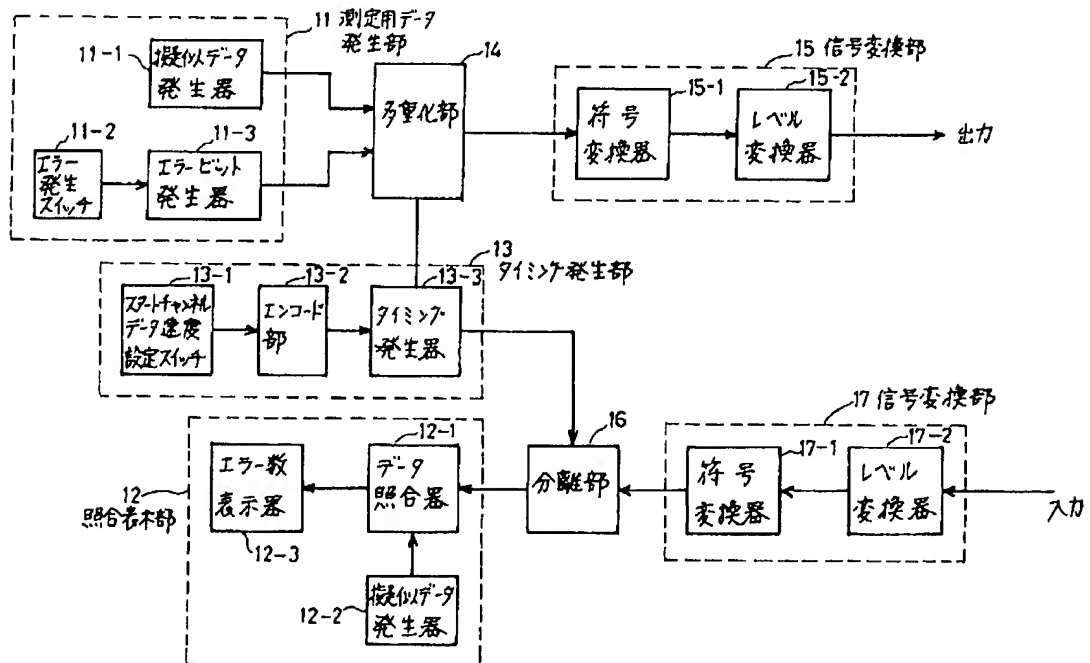 11 測定用データ
発生部
11-1
擬似データ
発生器
11-2
エラー
発生
スイッチ
11-3
エラービット
発生器
14
多重化部
15 信号変換部
15-1
符号
変換器
15-2
レベル
変換器
出力
13
タイミング発生部
13-1
スタートチャンネル
データ速度
設定スイッチ
13-2
エンコード
部
13-3
タイミング
発生器
12
照合表示部
12-1
データ
照合器
エラー数
表示器
12-3
12-2
擬似データ
発生器
16
分離部
17 信号変換部
17-1
符号
変換器
17-2
レベル
変換器
入力